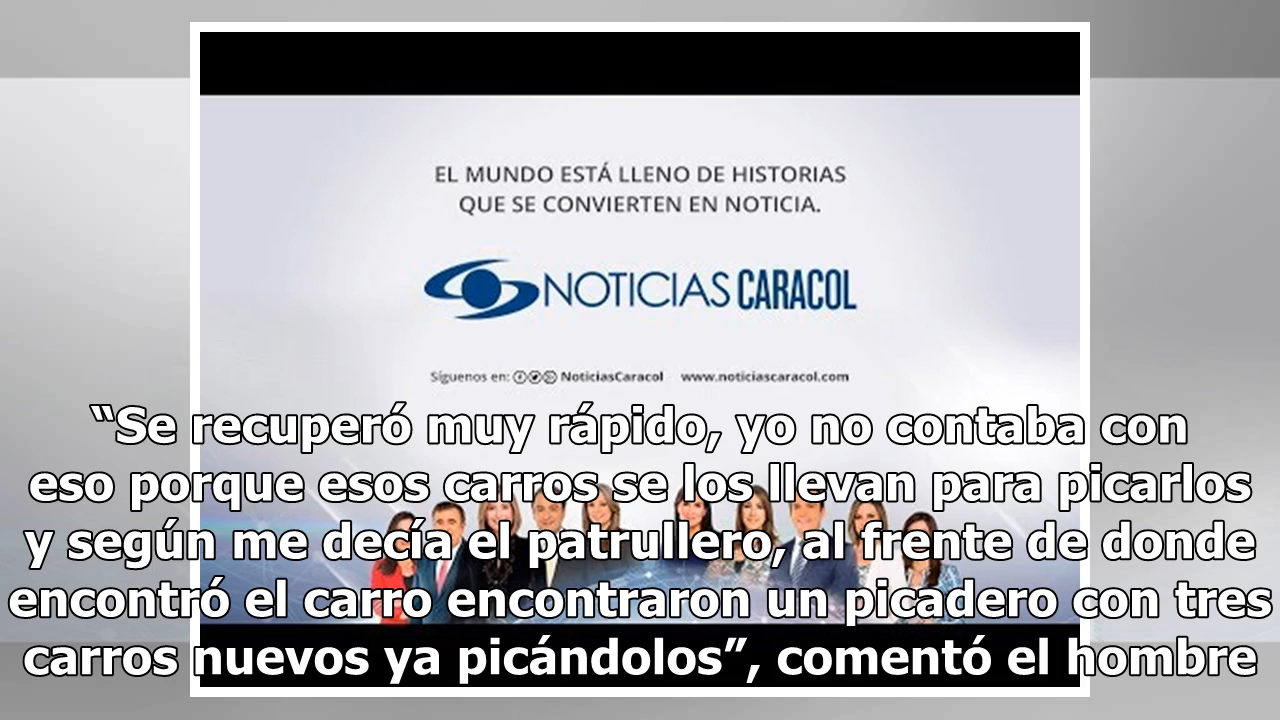 EL MUNDO ESTÁ LLENO DE HISTORIAS
QUE SE CONVIERTEN EN NOTICIA.
NOTICIAS CARACOL
Síguenos en: NoticiasCaracol www.noticiascaracol.com
“Se recuperó muy rápido, yo no contaba con
eso porque esos carros se los llevan para picarlos
y según me decía el patrullero, al frente de donde
encontró el carro encontraron un picadero con tres
carros nuevos ya picándolos”, comentó el hombre